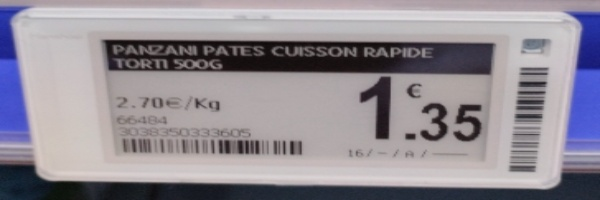 PANZANI PATES CUISSON RAPIDE
TORTI 500G
2.70€/Kg
1.35 €
66484
3038350333605
16/-/A/